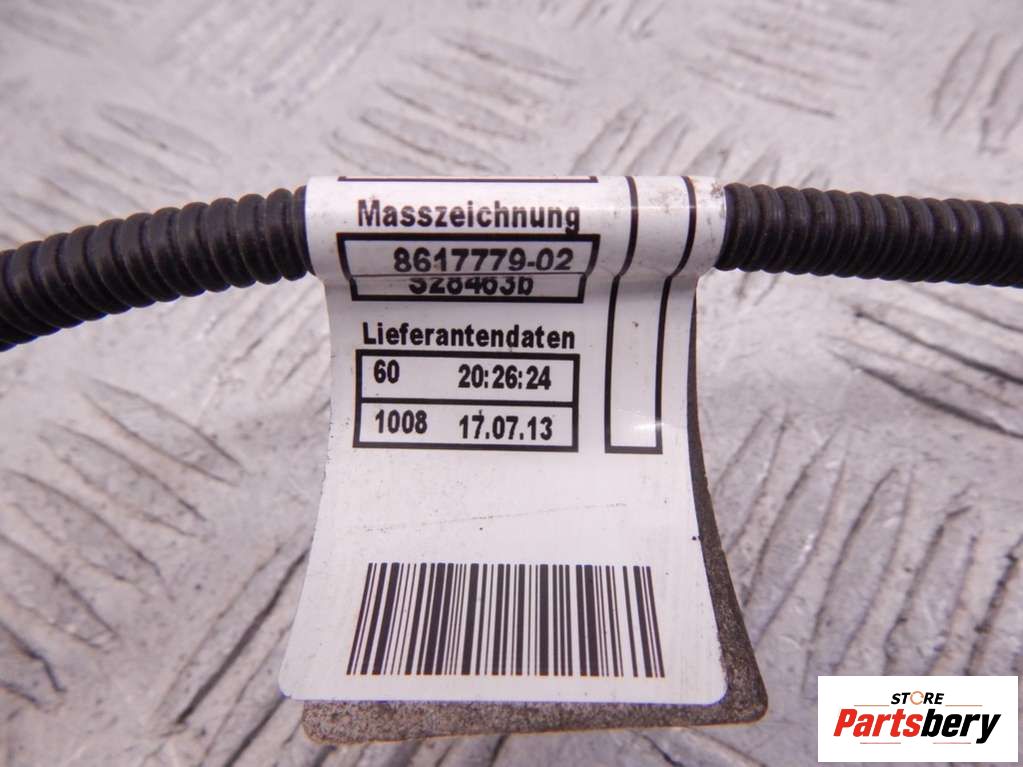 Masszeichnung
8617779-02
Lieferantendaten
60 20:26:24
1008 17.07.13
STORE
Partsbery